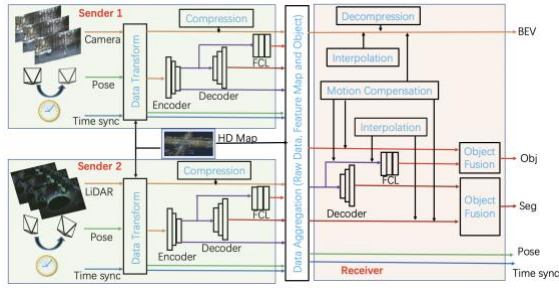 Sender 1
Compression
Camera
Data Transform
FCL
Pose
Encoder
Decoder
Time sync
HD Map
Sender 2
Compression
LiDAR
Data Transform
FCL
Pose
Encoder
Decoder
Time sync
Data Aggregation (Raw Data, Feature Map and Object)
Decompression
BEV
Interpolation
Motion Compensation
Interpolation
FCL
Decoder
Object
Fusion
Obj
Object
Fusion
Seg
Pose
Time sync
Receiver